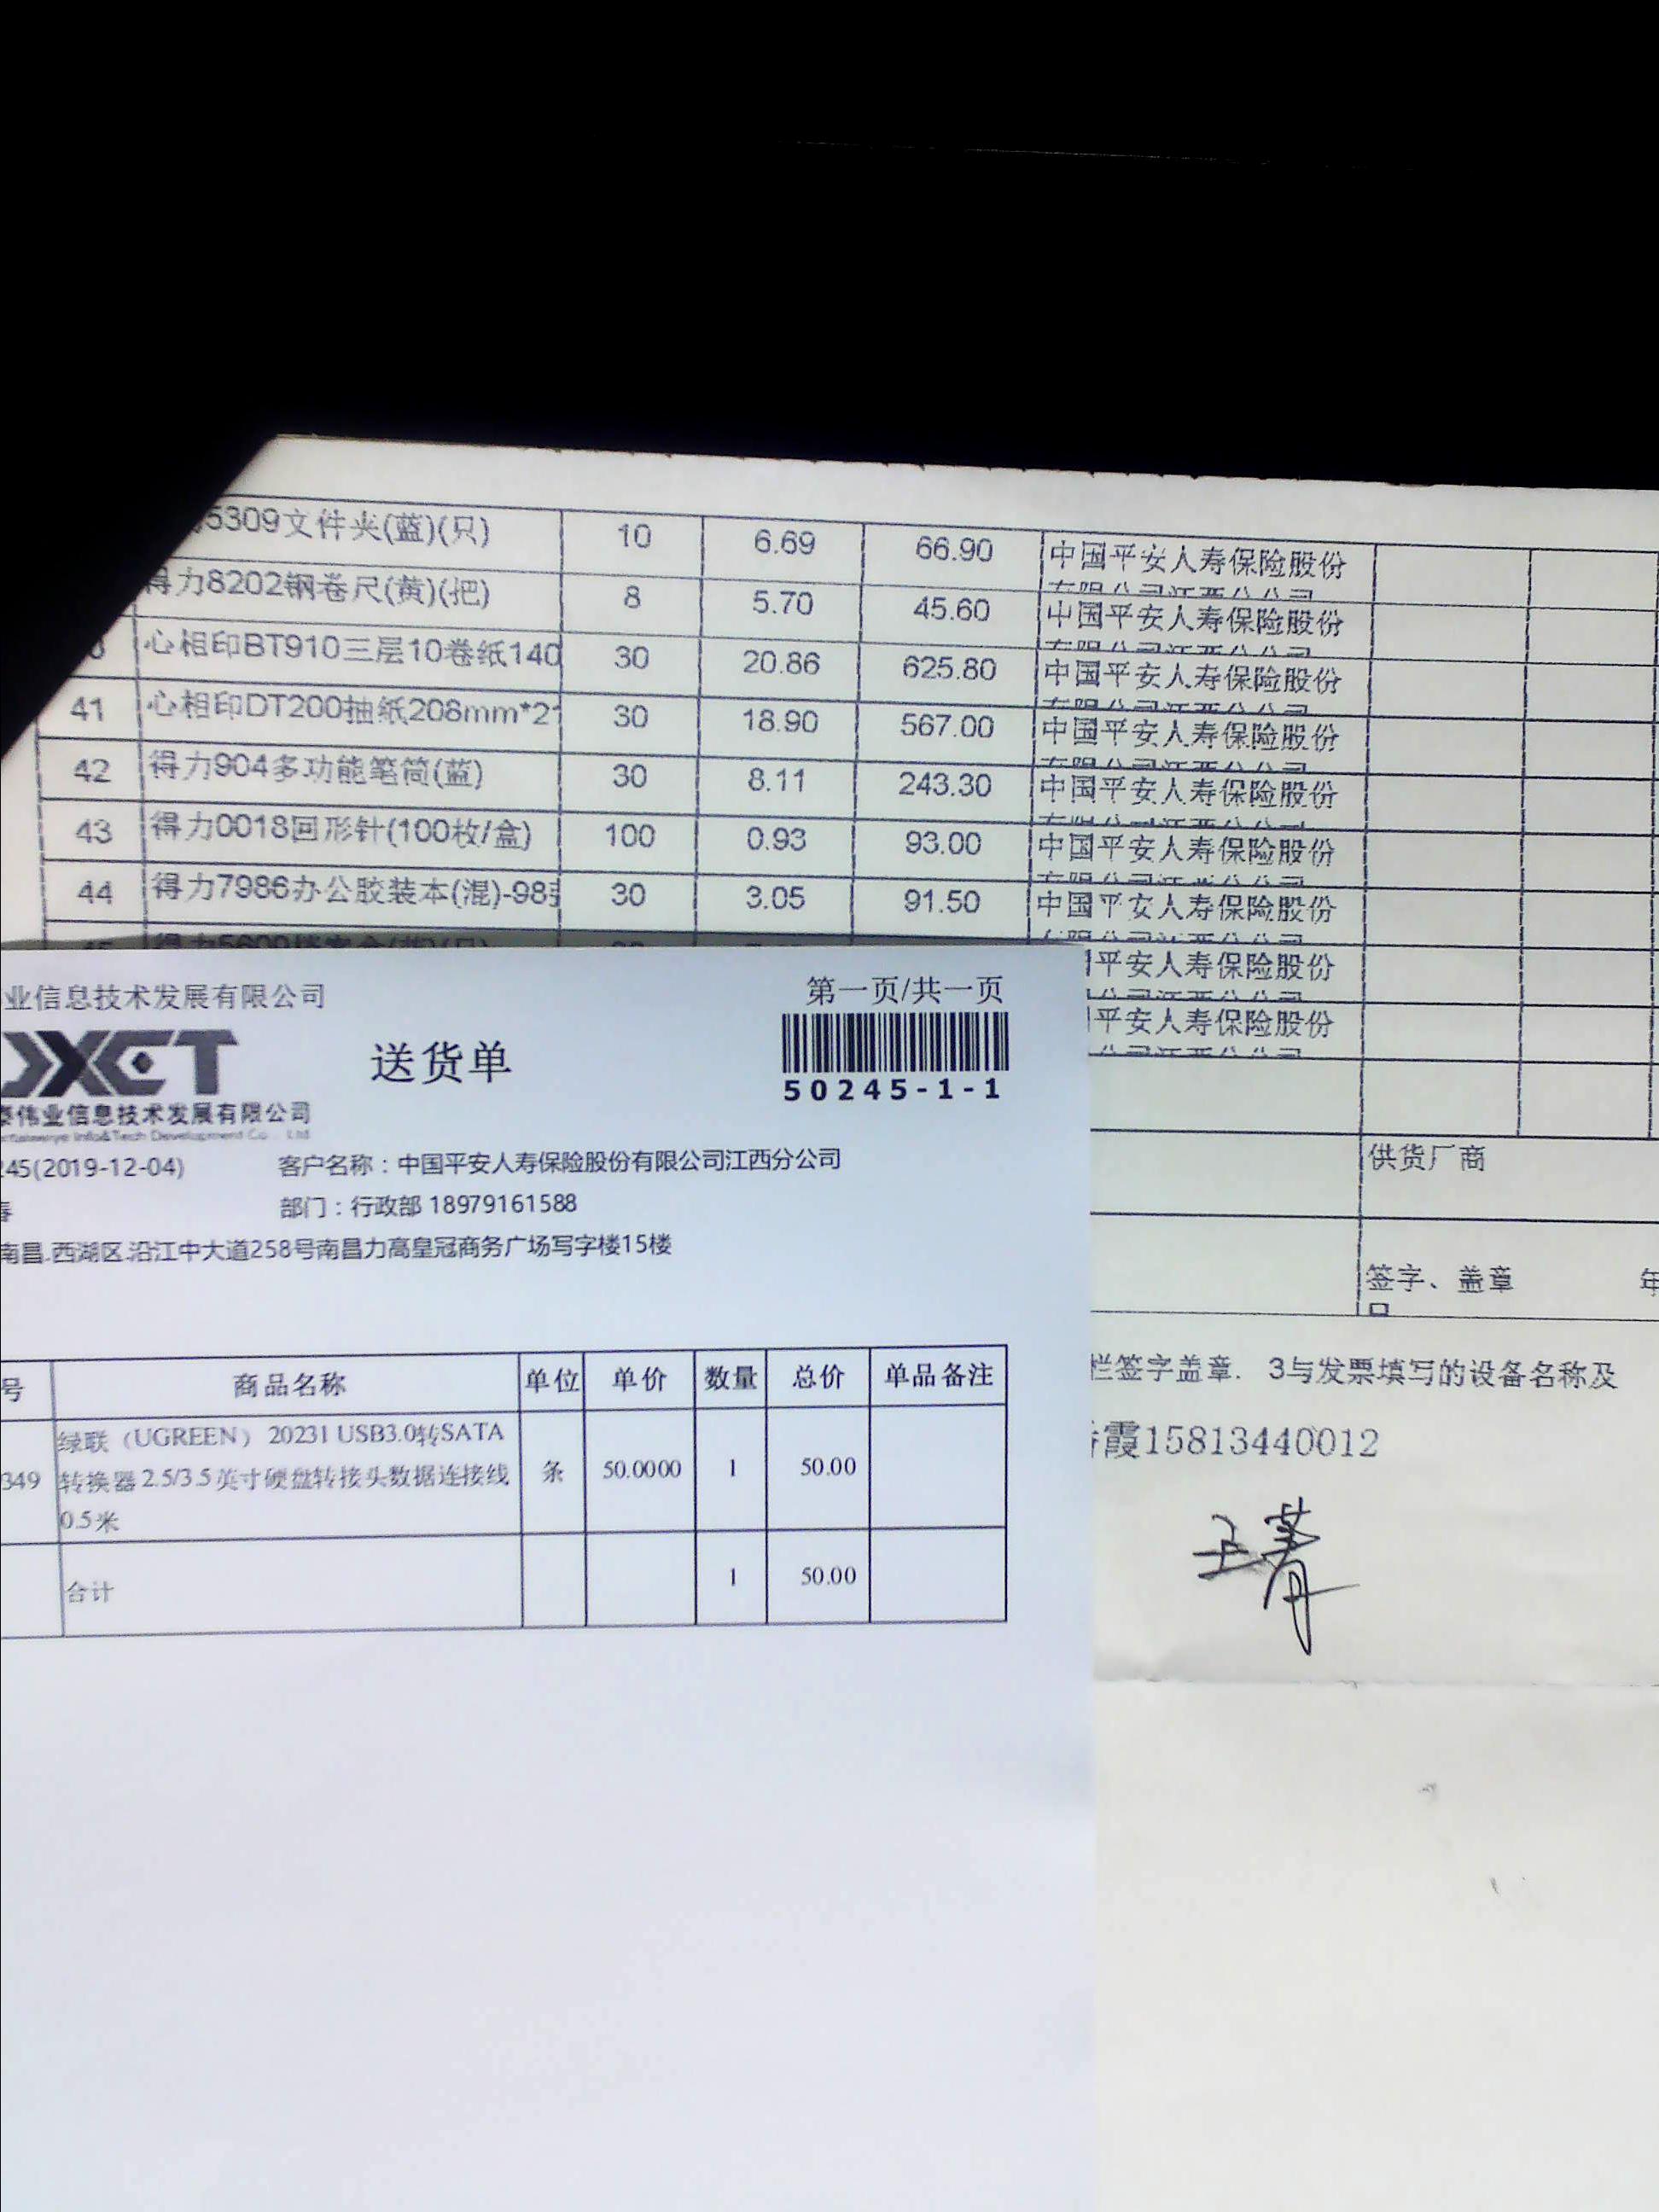 5309文件夹(蓝)(只) 10 6.69 66.90 中国平安人寿保险股份
得力8202钢卷尺(黄)(把) 8 5.70 45.60 中国平安人寿保险股份
心相印BT910三层10卷纸140 30 20.86 625.80 中国平安人寿保险股份
41 心相印DT200抽纸208mm*21 30 18.90 567.00 中国平安人寿保险股份
42 得力904多功能笔筒(蓝) 30 8.11 243.30 中国平安人寿保险股份
43 得力0018回形针(100枚/盒) 100 0.93 93.00 中国平安人寿保险股份
44 得力7986办公胶装本(混)-98 30 3.05 91.50 中国平安人寿保险股份
平安人寿保险股份
平安人寿保险股份
供货厂商
签字、盖章 年
日
栏签字盖章. 3与发票填写的设备名称及
霞15813440012
王菁
业信息技术发展有限公司
第一页/共一页
DXCT
送货单
50245-1-1
泰伟业信息技术发展有限公司
245(2019-12-04) 客户名称：中国平安人寿保险股份有限公司江西分公司
春 部门：行政部 18979161588
南昌.西湖区.沿江中大道258号南昌力高皇冠商务广场写字楼15楼
号 商品名称 单位 单价 数量 总价 单品备注
绿联（UGREEN）20231 USB3.0转SATA
349 转换器 2.5/3.5英寸硬盘转接头数据连接线 条 50.0000 1 50.00
0.5米
合计 1 50.00